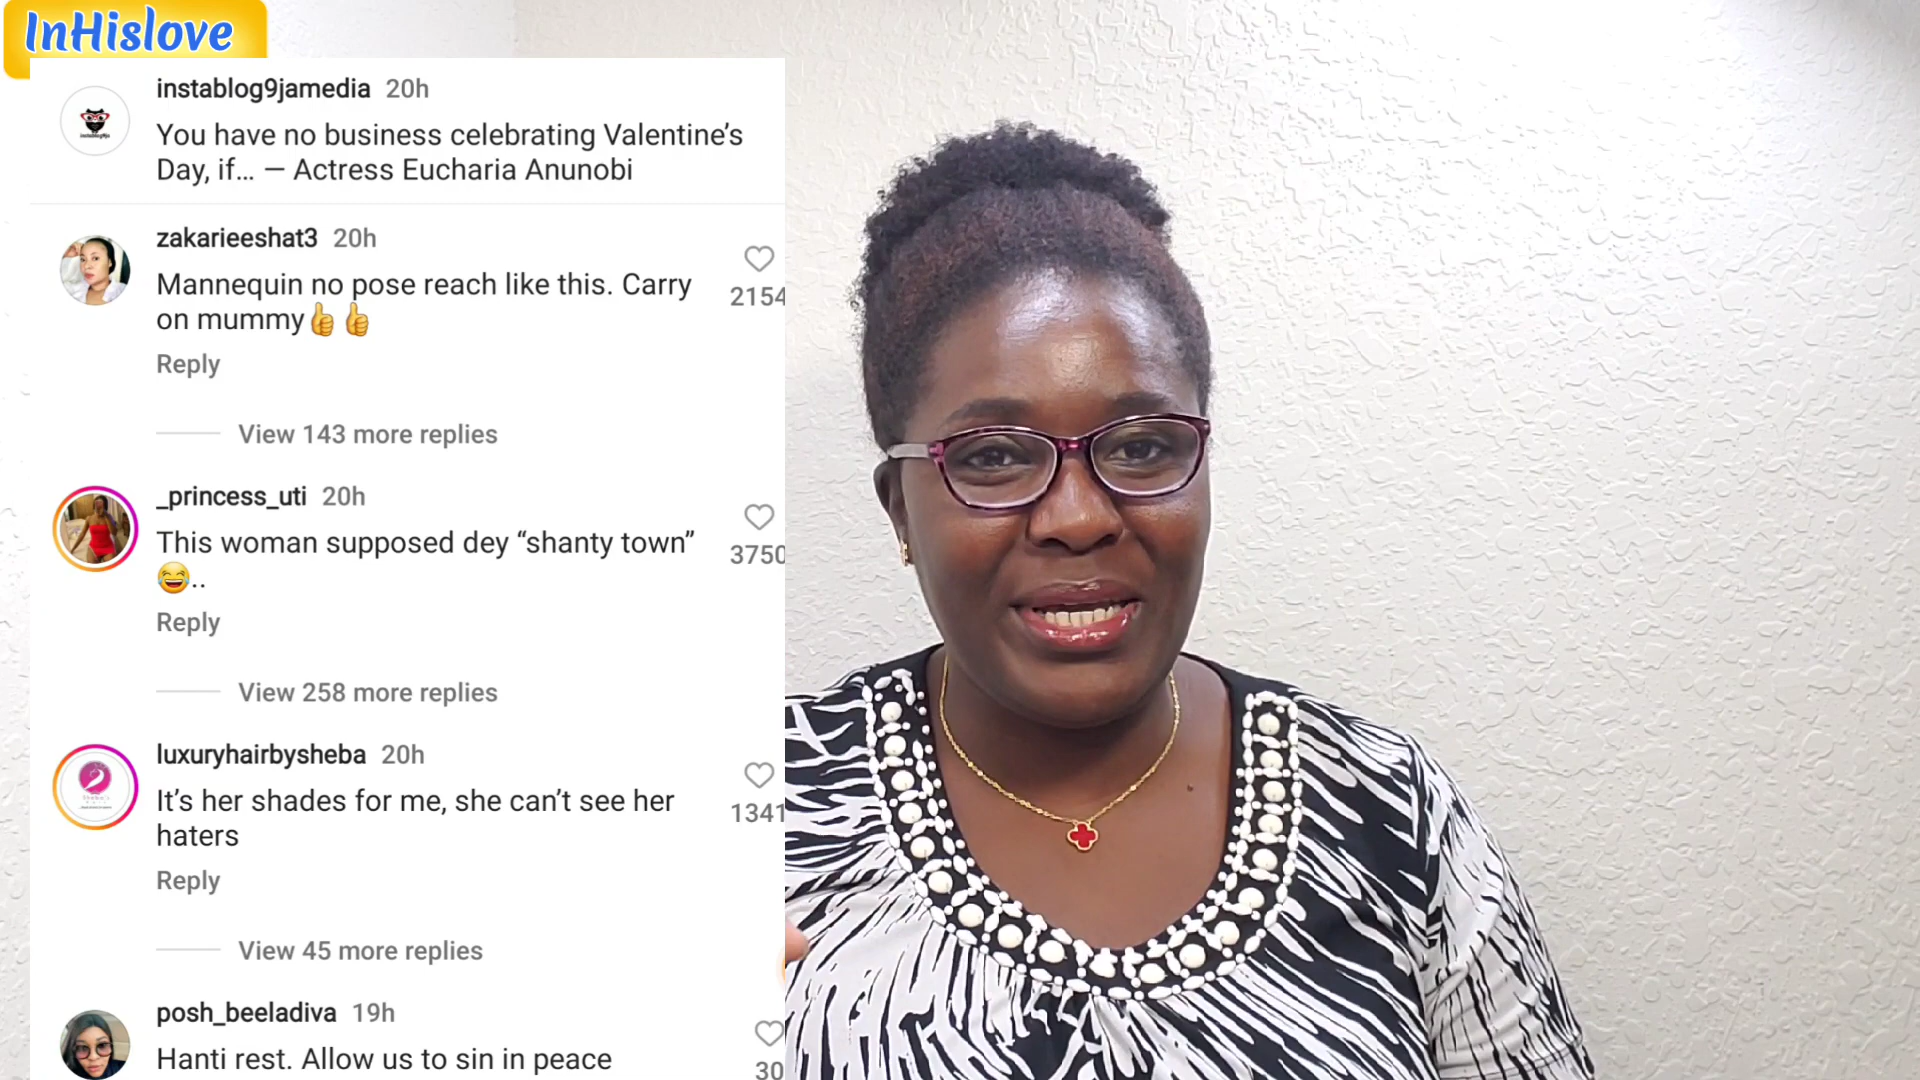 InHislove
instablog9jamedia 20h
You have no business celebrating Valentine’s
Day, if... — Actress Eucharia Anunobi
zakarieeshat3 20h
Mannequin no pose reach like this. Carry
on mummy👍👍
2154
Reply
View 143 more replies
_princess_uti 20h
This woman supposed dey “shanty town”
😂..
3750
Reply
View 258 more replies
luxuryhairbysheba 20h
It’s her shades for me, she can’t see her
haters
1341
Reply
View 45 more replies
posh_beeladiva 19h
Hanti rest. Allow us to sin in peace
30